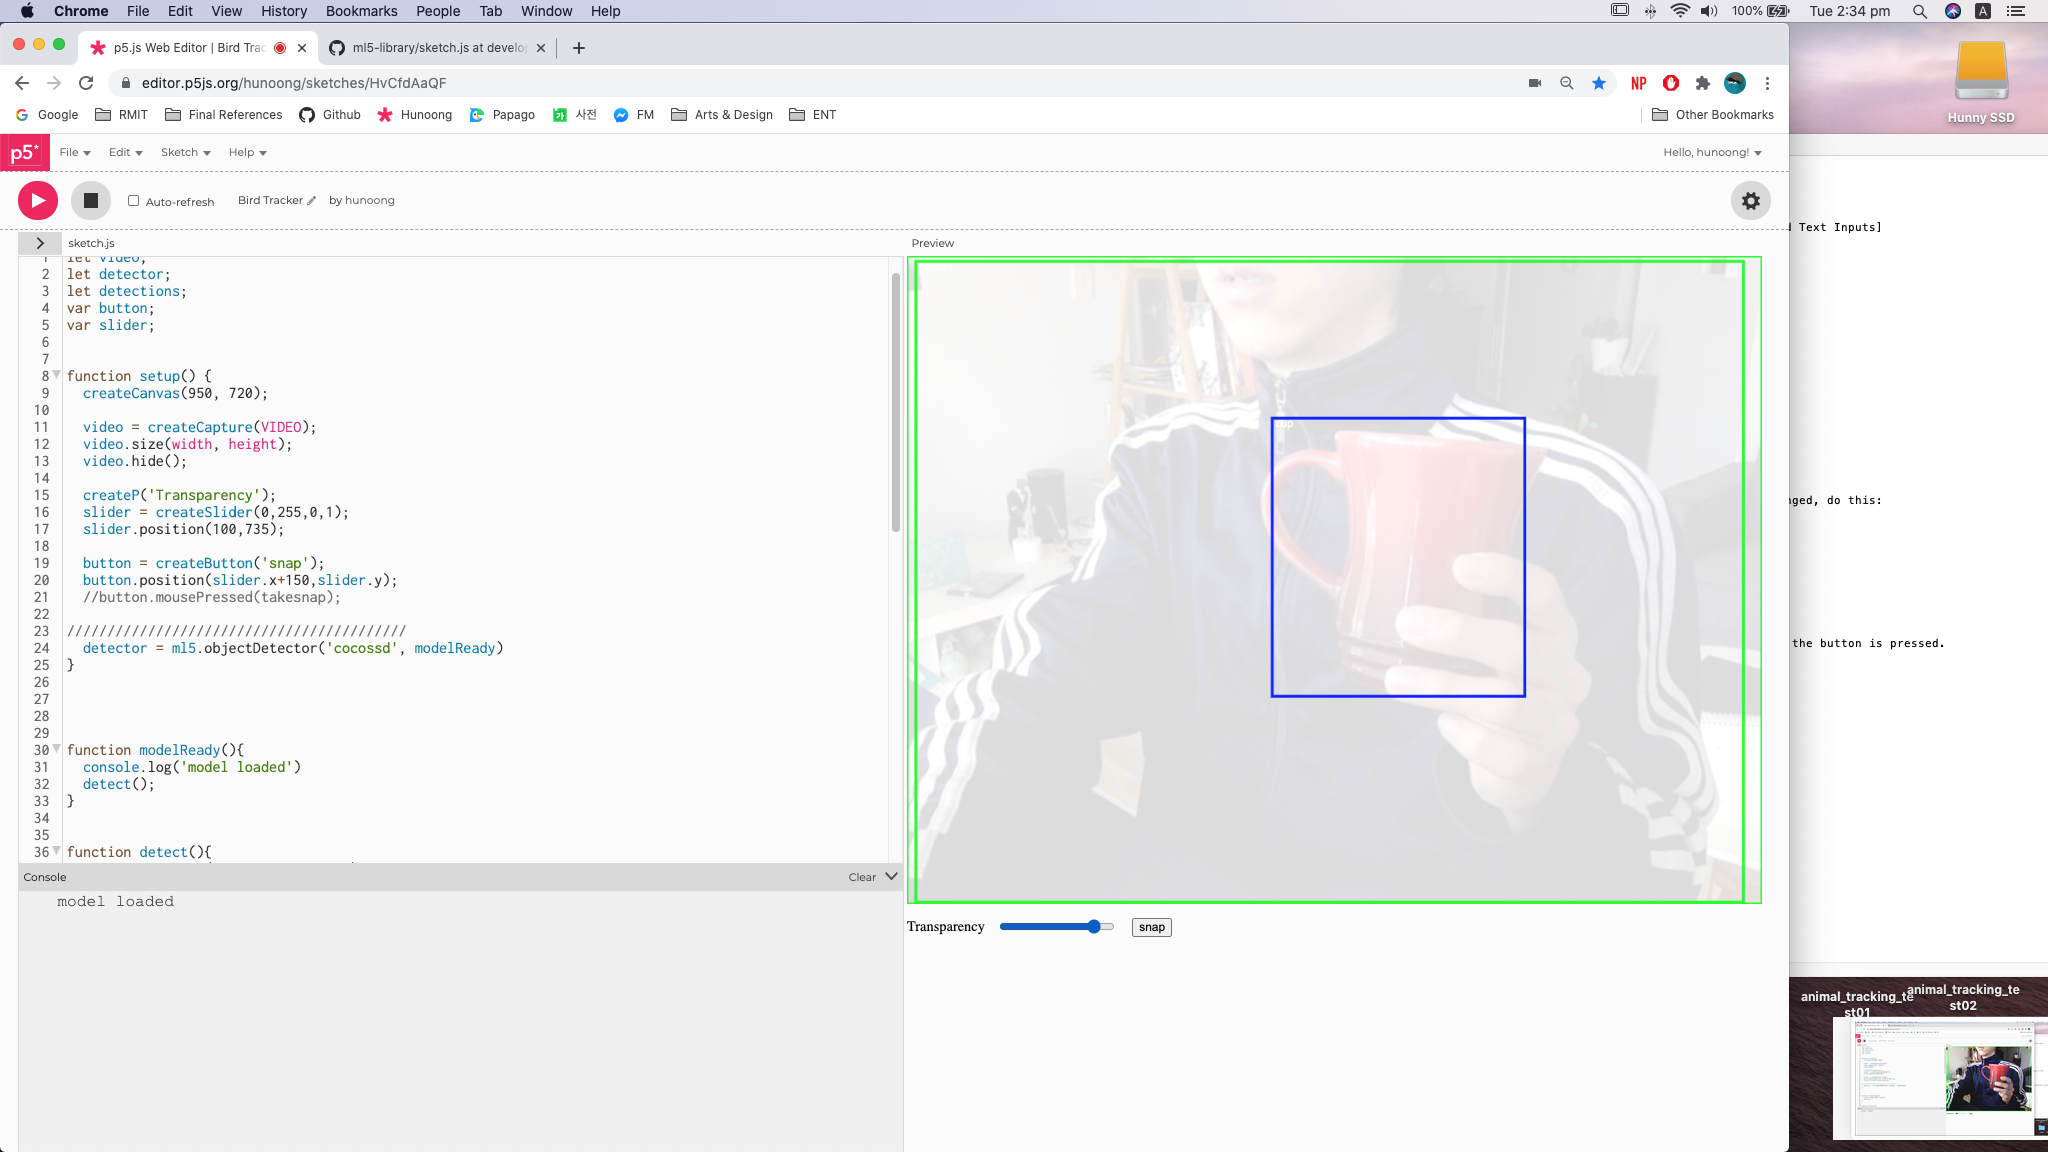 Chrome File Edit View History Bookmarks People Tab Window Help 100% Tue 2:34 pm A
p5.js Web Editor | Bird Trac ml5-library/sketch.js at develo
editor.p5js.org/hunoong/sketches/HvCfdAaQF NP
Google RMIT Final References Github Hunoong Papago 사전 FM Arts & Design ENT Other Bookmarks
Hunny SSD
p5* File Edit Sketch Help Hello, hunoong!
Auto-refresh Bird Tracker by hunoong
Text Inputs]
sketch.js Preview
1 let video;
2 let detector;
3 let detections;
4 var button;
5 var slider;
6
7
8 function setup() {
9 createCanvas(950, 720);
10
11 video = createCapture(VIDEO);
12 video.size(width, height);
13 video.hide();
14
15 createP('Transparency');
16 slider = createSlider(0,255,0,1);
17 slider.position(100,735);
18
19 button = createButton('snap');
20 button.position(slider.x+150,slider.y);
21 //button.mousePressed(takesnap);
22
23 //////////////////////////////////////////
24 detector = ml5.objectDetector('cocossd', modelReady)
25 }
26
27
28
29
30 function modelReady(){
31 console.log('model loaded')
32 detect();
33 }
34
35
36 function detect(){
cup
nged, do this:
the button is pressed.
Console Clear
model loaded
Transparency snap
animal_tracking_te
st01
animal_tracking_te
st02